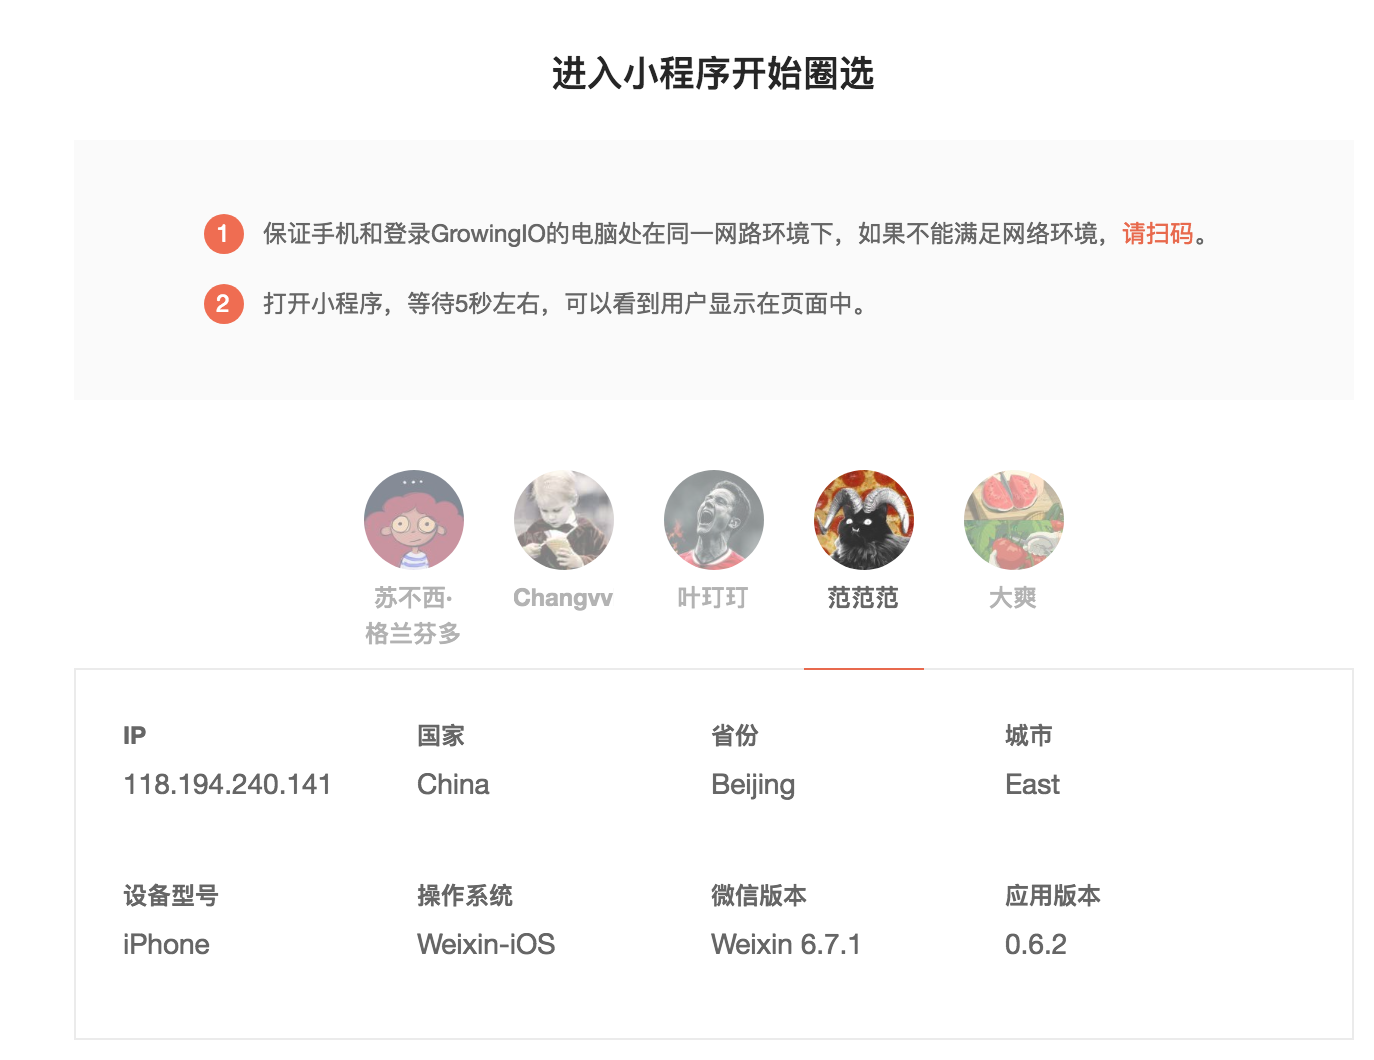 进入小程序开始圈选
1 保证手机和登录GrowingIO的电脑处在同一网路环境下，如果不能满足网络环境，请扫码。
2 打开小程序，等待5秒左右，可以看到用户显示在页面中。
苏不西·
格兰芬多
Changvv
叶玎玎
范范范
大爽
IP 国家 省份 城市
118.194.240.141 China Beijing East
设备型号 操作系统 微信版本 应用版本
iPhone Weixin-iOS Weixin 6.7.1 0.6.2